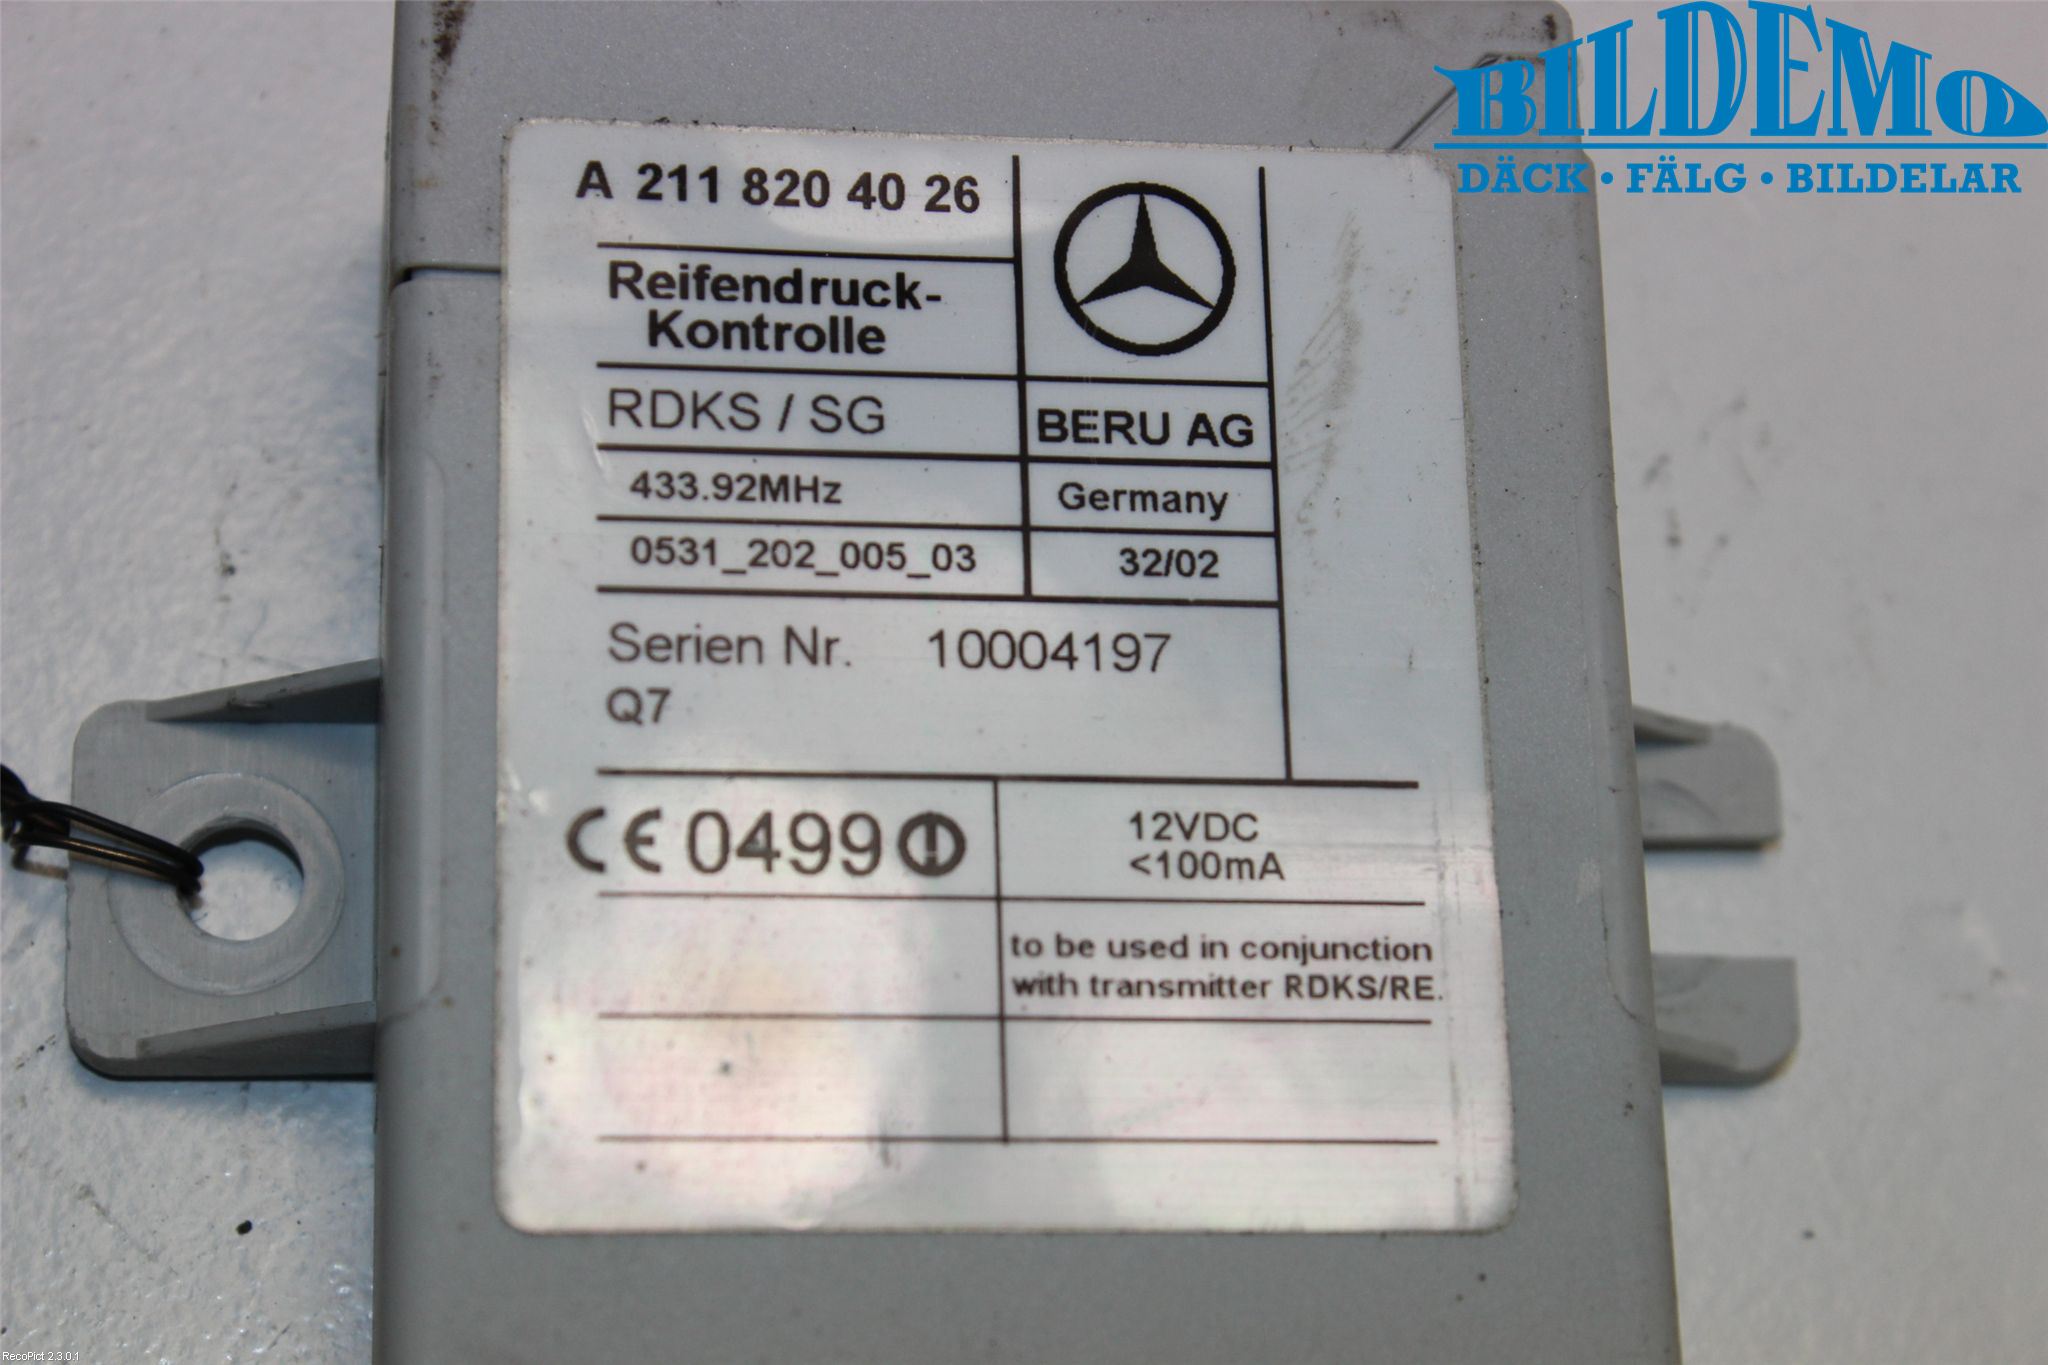 BILDEMO
DÄCK • FÄLG • BILDELAR
A 211 820 40 26
Reifendruck-
Kontrolle
RDKS / SG
BERU AG
433.92MHz
Germany
0531_202_005_03
32/02
Serien Nr. 10004197
Q7
CE 0499
12VDC
<100mA
to be used in conjunction
with transmitter RDKS/RE.
RecoPict 2.3.0.1